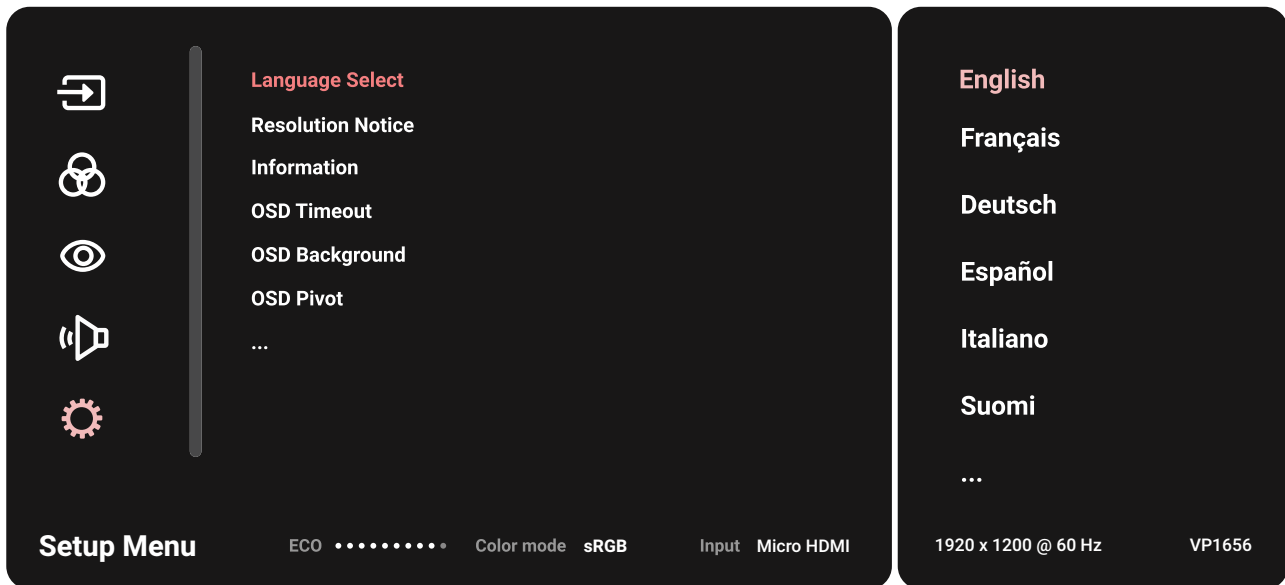 Language Select
Resolution Notice
Information
OSD Timeout
OSD Background
OSD Pivot
...
English
Français
Deutsch
Español
Italiano
Suomi
...
Setup Menu ECO Color mode sRGB Input Micro HDMI
1920 x 1200 @ 60 Hz VP1656